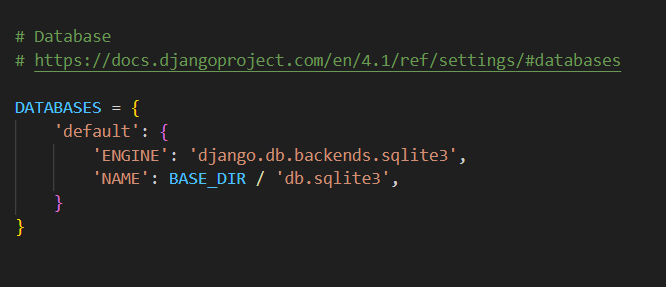 # Database
# https://docs.djangoproject.com/en/4.1/ref/settings/#databases
DATABASES = {
    'default': {
        'ENGINE': 'django.db.backends.sqlite3',
        'NAME': BASE_DIR / 'db.sqlite3',
    }
}